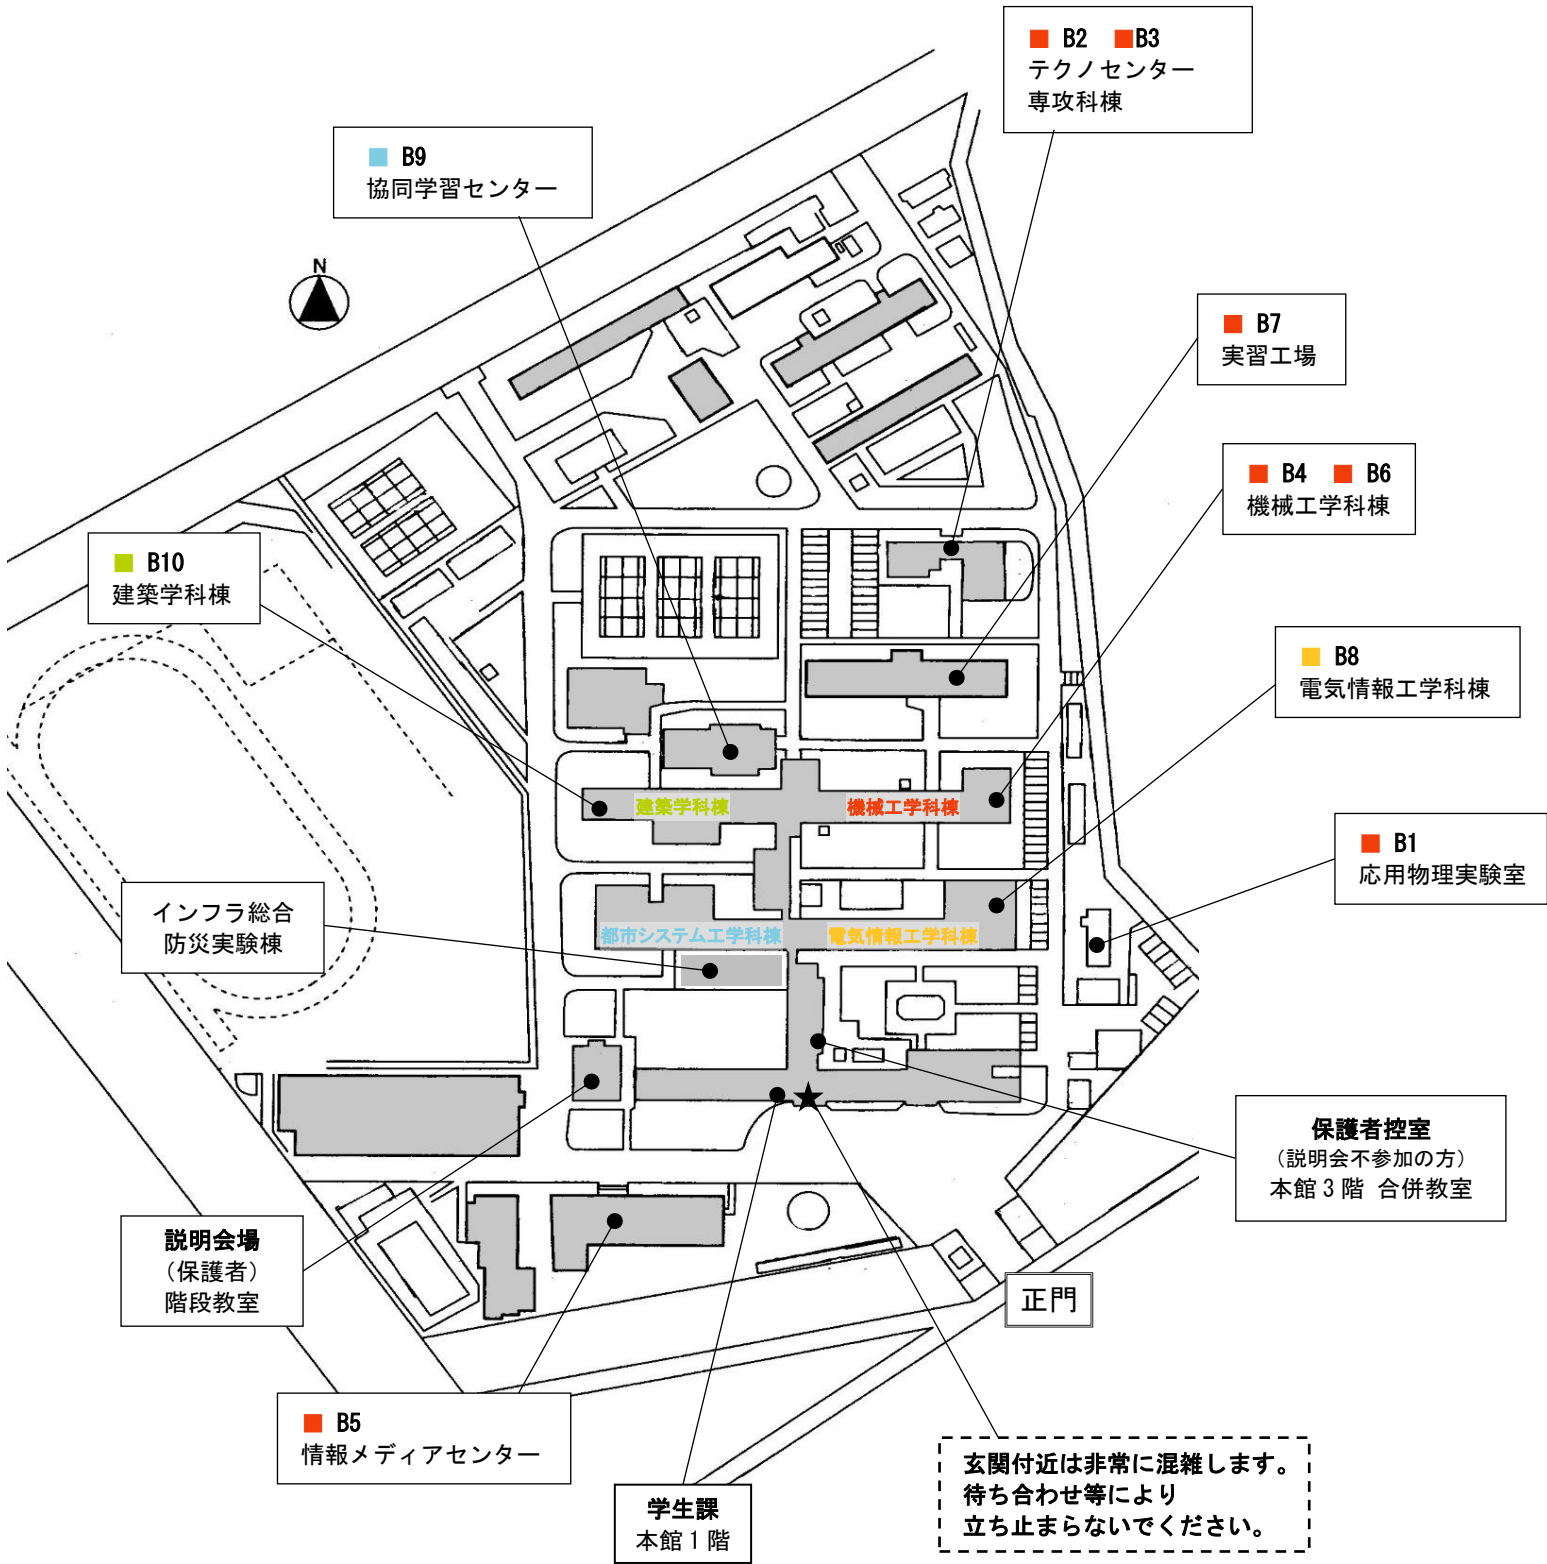 ■ B2 ■B3
テクノセンター
専攻科棟
■ B9
協同学習センター
N
■ B7
実習工場
■ B4 ■ B6
機械工学科棟
■ B10
建築学科棟
■ B8
電気情報工学科棟
建築学科棟
機械工学科棟
■ B1
応用物理実験室
インフラ総合
防災実験棟
都市システム工学科棟
電気情報工学科棟
保護者控室
（説明会不参加の方）
本館３階 合併教室
説明会場
（保護者）
階段教室
正門
■ B5
情報メディアセンター
学生課
本館１階
玄関付近は非常に混雑します。
待ち合わせ等により
立ち止まらないでください。